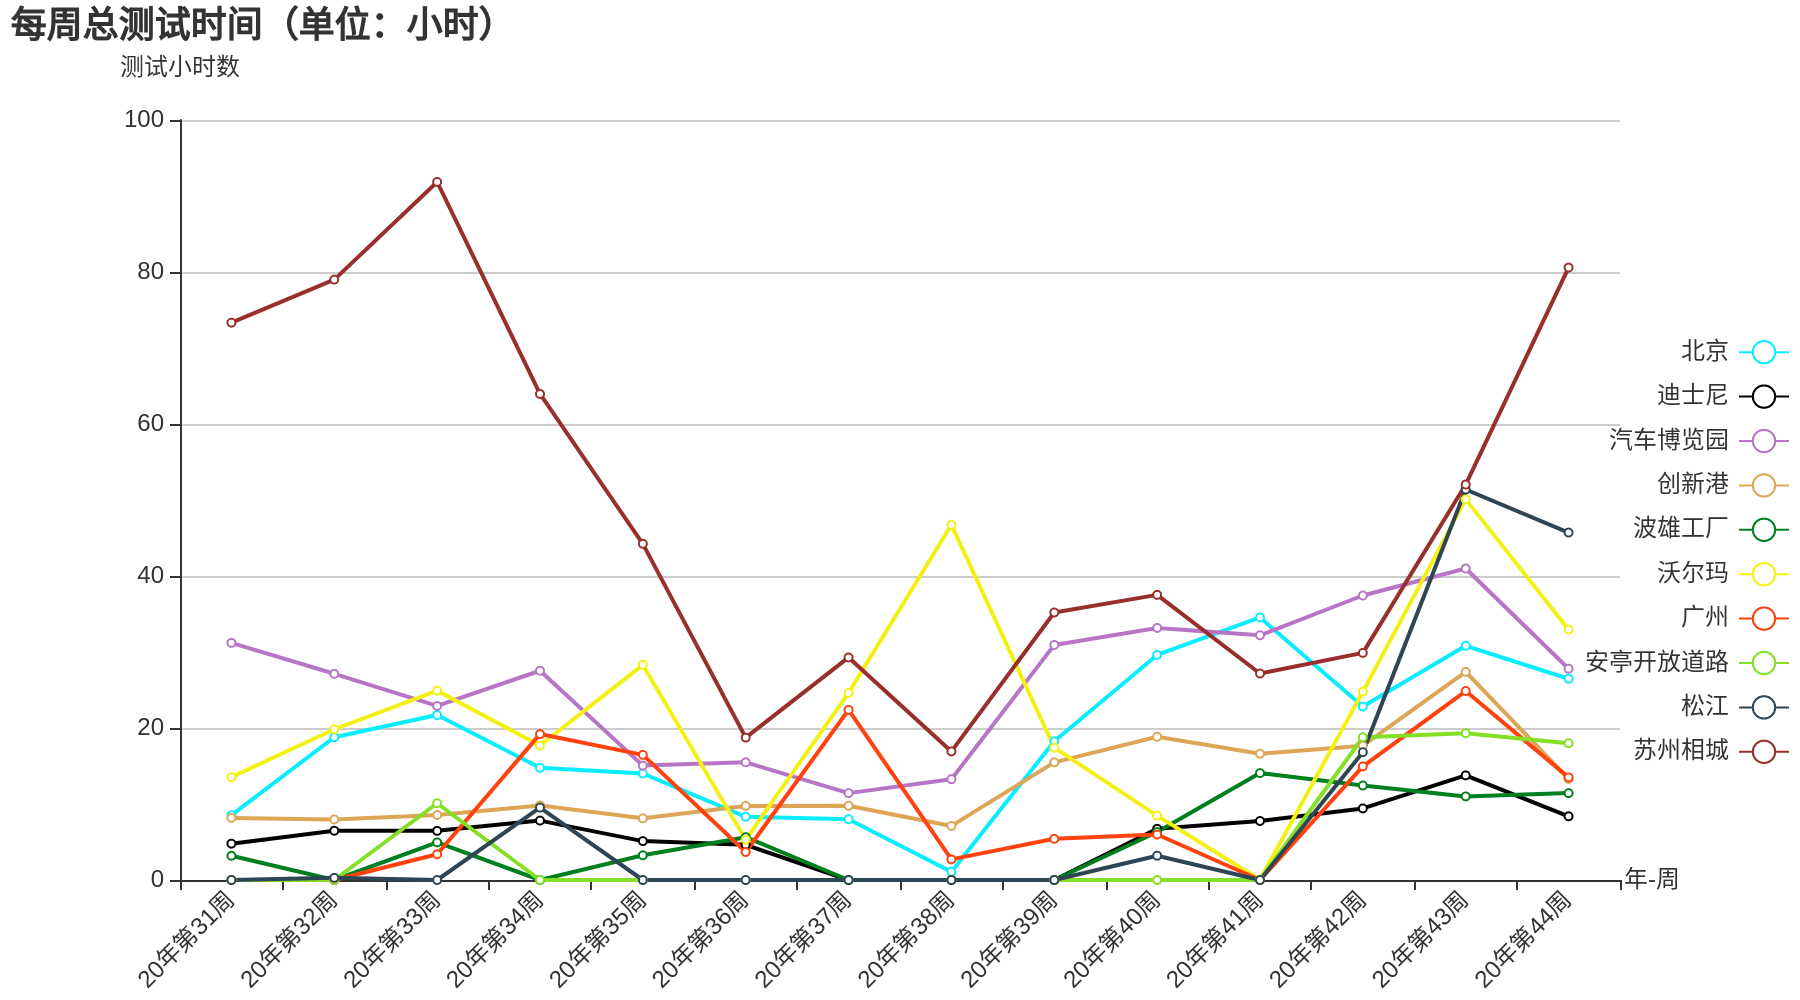 每周总测试时间（单位：小时）
测试小时数
100
80
60
40
20
0
北京
迪士尼
汽车博览园
创新港
波雄工厂
沃尔玛
广州
安亭开放道路
松江
苏州相城
年-周
20年第31周
20年第32周
20年第33周
20年第34周
20年第35周
20年第36周
20年第37周
20年第38周
20年第39周
20年第40周
20年第41周
20年第42周
20年第43周
20年第44周